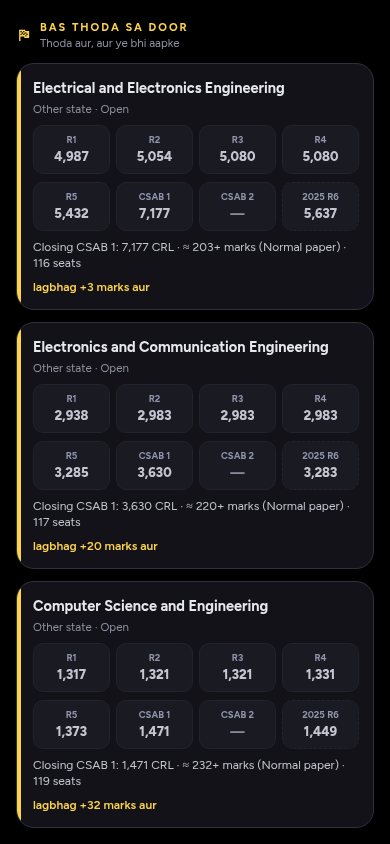 BAS THODA SA DOOR
Thoda aur, aur ye bhi aapke
Electrical and Electronics Engineering
Other state · Open
R1 R2 R3 R4
4,987 5,054 5,080 5,080
R5 CSAB 1 CSAB 2 2025 R6
5,432 7,177 — 5,637
Closing CSAB 1: 7,177 CRL · ≈ 203+ marks (Normal paper) ·
116 seats
lagbhag +3 marks aur
Electronics and Communication Engineering
Other state · Open
R1 R2 R3 R4
2,938 2,983 2,983 2,983
R5 CSAB 1 CSAB 2 2025 R6
3,285 3,630 — 3,283
Closing CSAB 1: 3,630 CRL · ≈ 220+ marks (Normal paper) ·
117 seats
lagbhag +20 marks aur
Computer Science and Engineering
Other state · Open
R1 R2 R3 R4
1,317 1,321 1,321 1,331
R5 CSAB 1 CSAB 2 2025 R6
1,373 1,471 — 1,449
Closing CSAB 1: 1,471 CRL · ≈ 232+ marks (Normal paper) ·
119 seats
lagbhag +32 marks aur